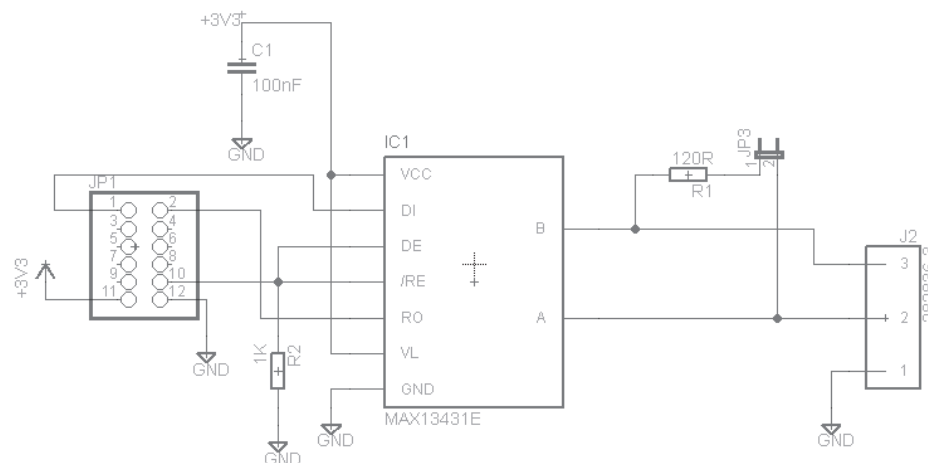 +3V3
C1
100nF
GND
IC1
VCC
DI
DE
/RE
RO
VL
GND
B
A
MAX13431E
JP1
1 2
3 4
5 6
7 8
9 10
11 12
+3V3
GND
1K
R2
GND
GND
120R
R1
JP3
1
2
J2
3
2
1
GND